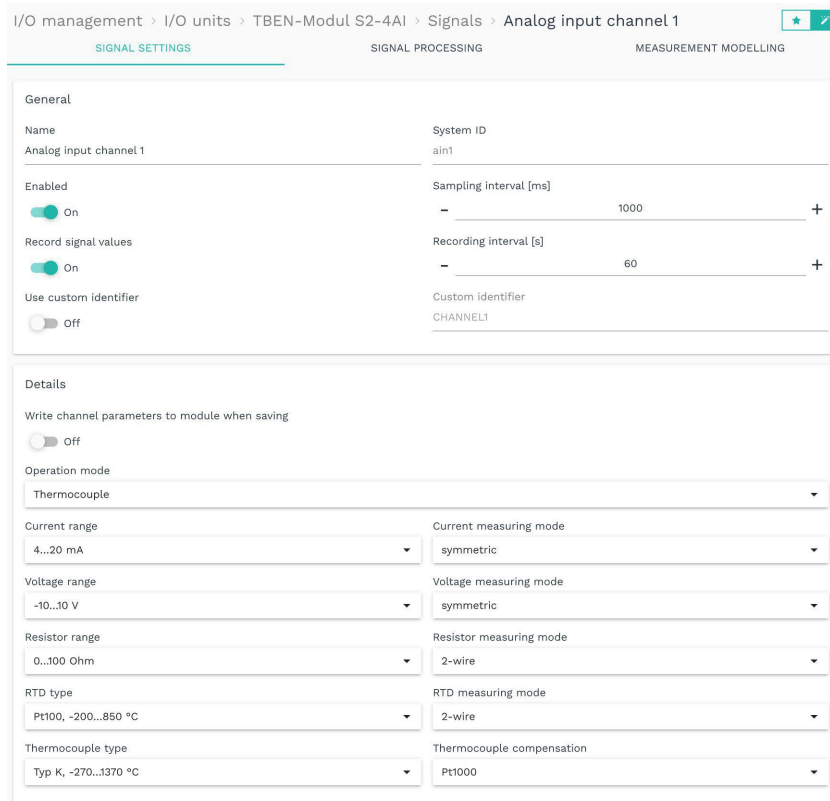 I/O management > I/O units > TBEN-Modul S2-4AI > Signals > Analog input channel 1
SIGNAL SETTINGS SIGNAL PROCESSING MEASUREMENT MODELLING
General
Name System ID
Analog input channel 1 ain1
Enabled Sampling interval [ms]
On - 1000 +
Record signal values Recording interval [s]
On - 60 +
Use custom identifier Custom identifier
Off CHANNEL1
Details
Write channel parameters to module when saving
Off
Operation mode
Thermocouple
Current range Current measuring mode
4...20 mA symmetric
Voltage range Voltage measuring mode
-10...10 V symmetric
Resistor range Resistor measuring mode
0...100 Ohm 2-wire
RTD type RTD measuring mode
Pt100, -200...850 °C 2-wire
Thermocouple type Thermocouple compensation
Typ K, -270...1370 °C Pt1000